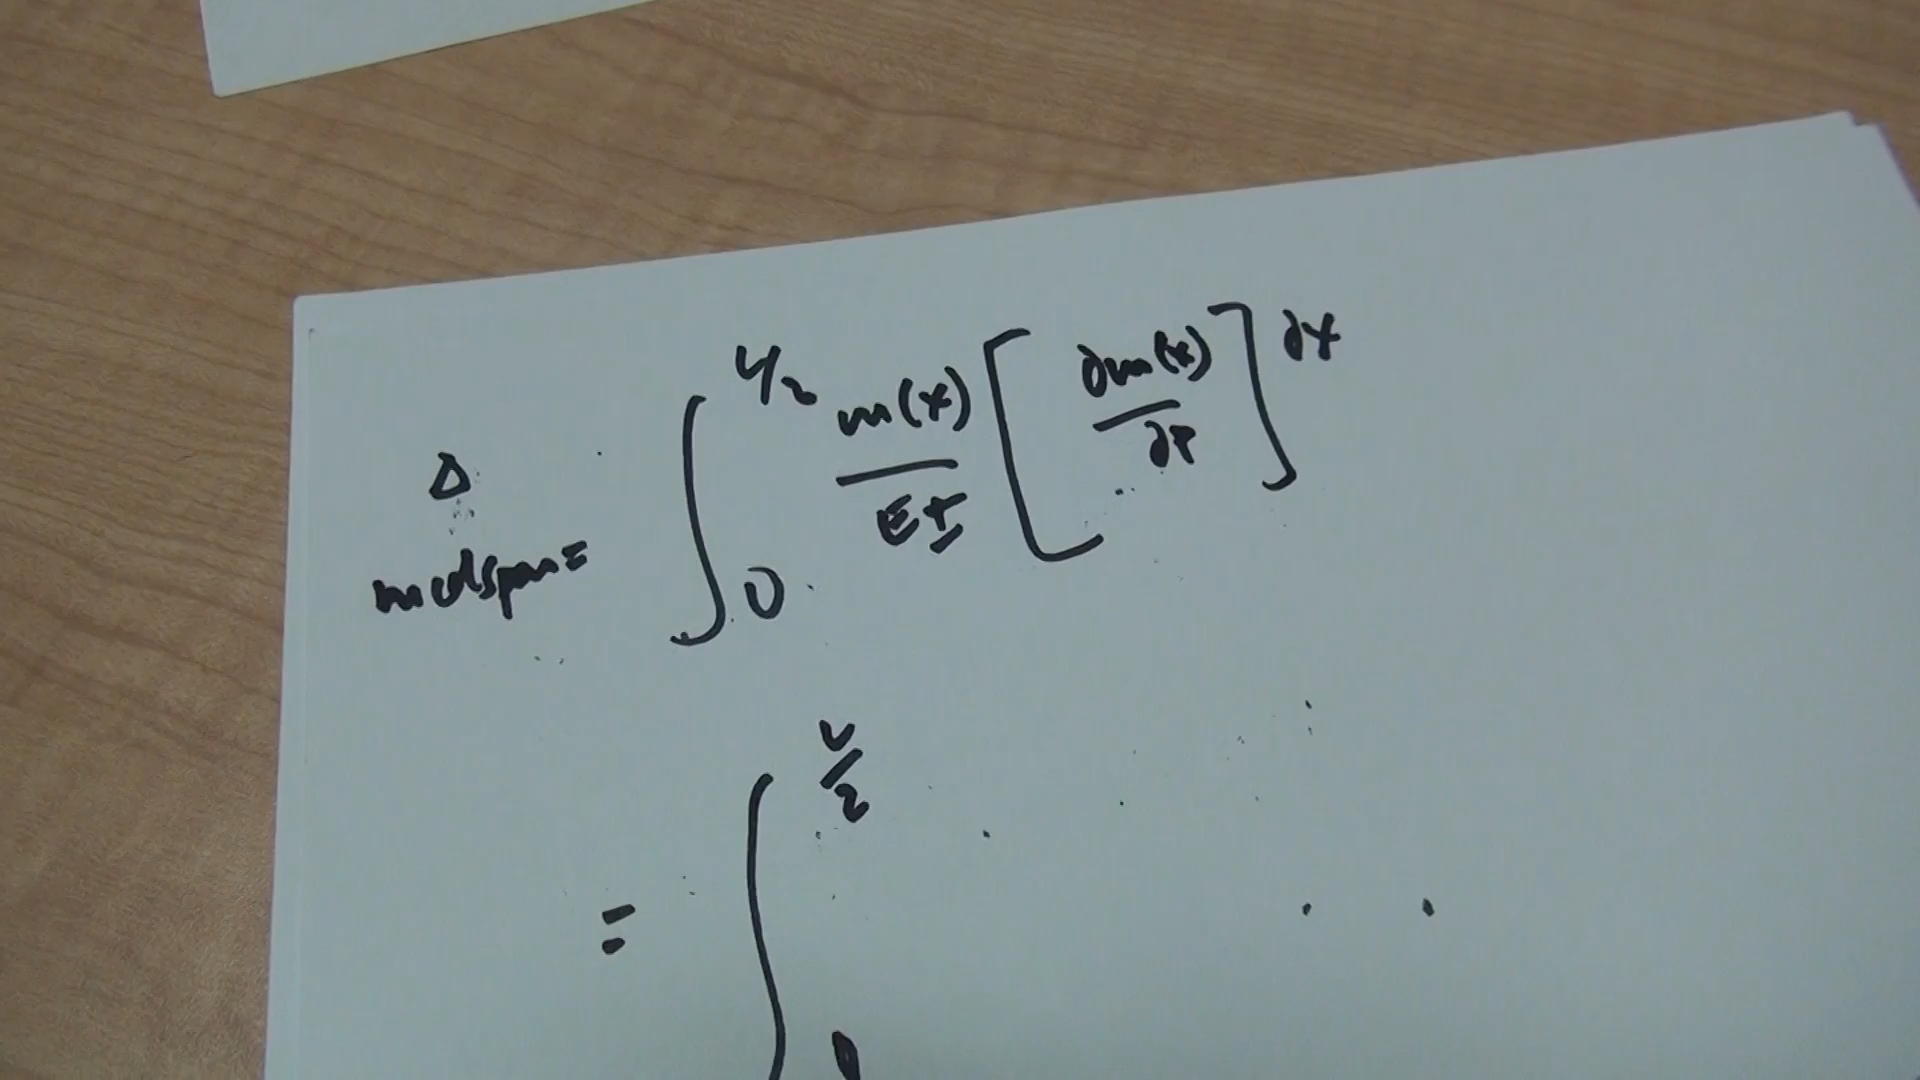 Δ midspan = ∫₀^(L/2) m(x)/EI [∂m(x)/∂P] dx
= ∫₀^(L/2)